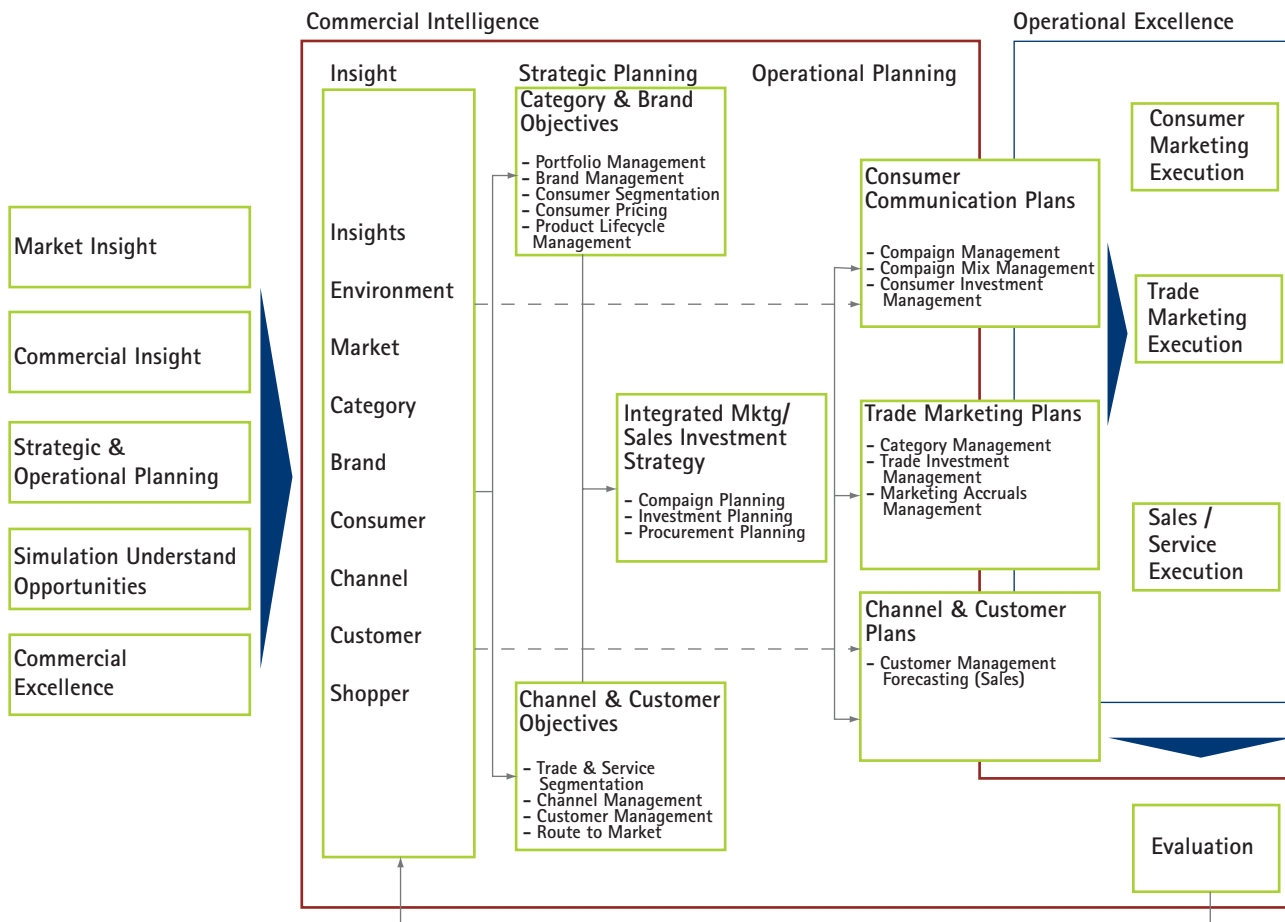 Commercial Intelligence
Operational Excellence
Insight
Strategic Planning
Operational Planning
Market Insight
Commercial Insight
Strategic &
Operational Planning
Simulation Understand
Opportunities
Commercial
Excellence
Insights
Environment
Market
Category
Brand
Consumer
Channel
Customer
Shopper
Category & Brand
Objectives
- Portfolio Management
- Brand Management
- Consumer Segmentation
- Consumer Pricing
- Product Lifecycle
Management
Integrated Mktg/
Sales Investment
Strategy
- Compaign Planning
- Investment Planning
- Procurement Planning
Channel & Customer
Objectives
- Trade & Service
Segmentation
- Channel Management
- Customer Management
- Route to Market
Consumer
Communication Plans
- Compaign Management
- Compaign Mix Management
- Consumer Investment
Management
Trade Marketing Plans
- Category Management
- Trade Investment
Management
- Marketing Accruals
Management
Channel & Customer
Plans
- Customer Management
Forecasting (Sales)
Consumer
Marketing
Execution
Trade
Marketing
Execution
Sales /
Service
Execution
Evaluation